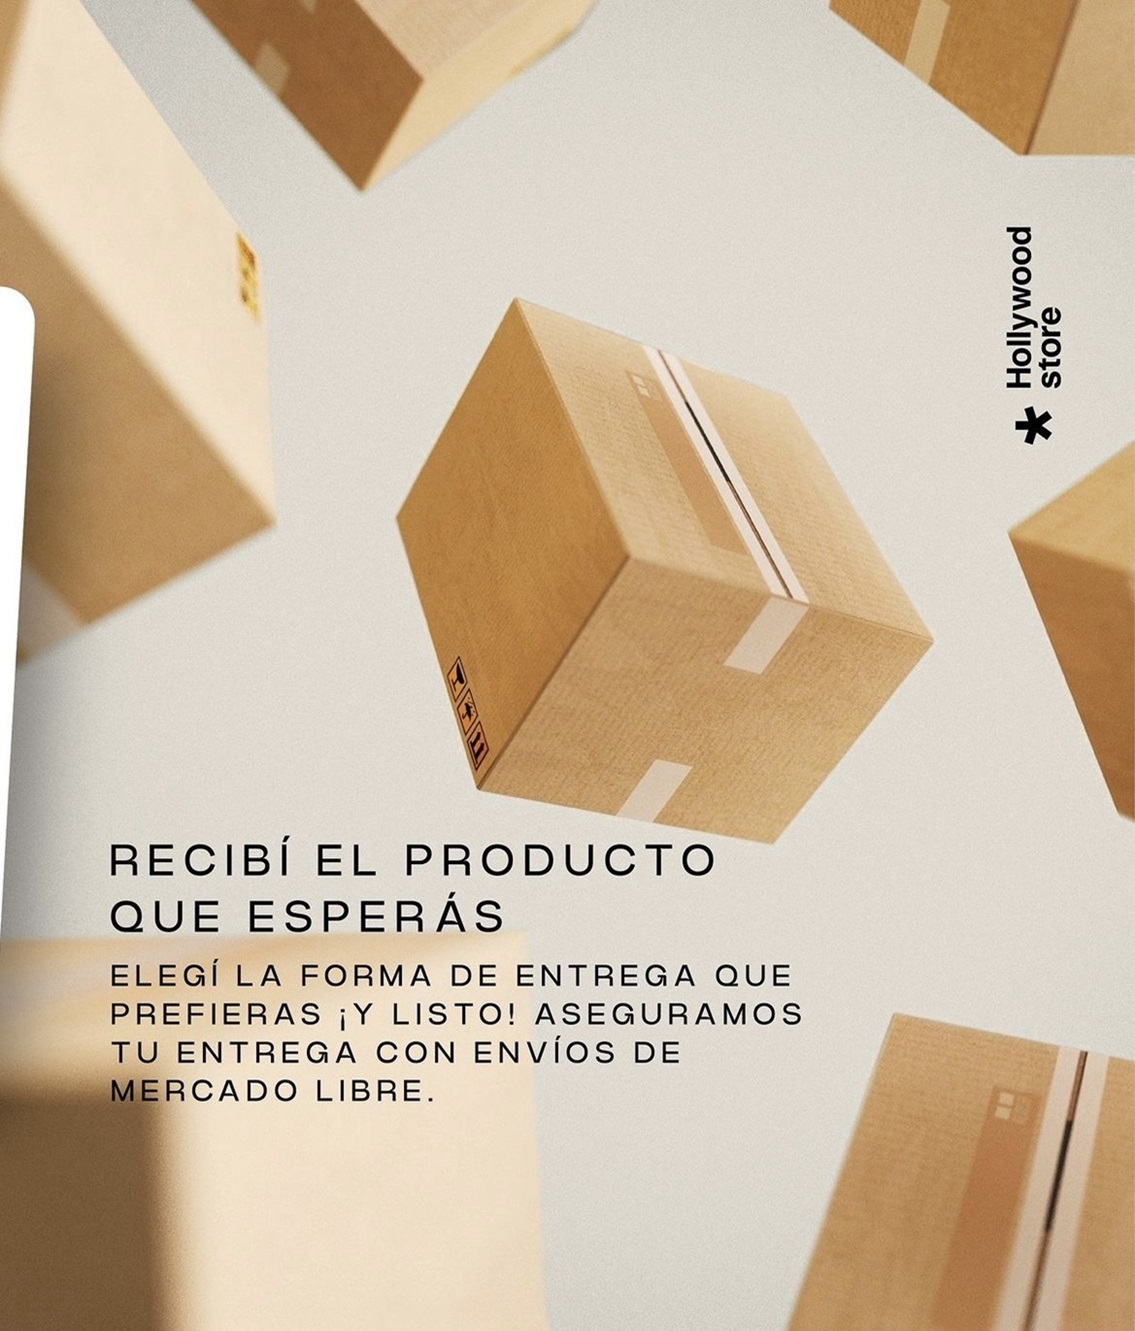 Hollywood
store
RECIBÍ EL PRODUCTO
QUE ESPERÁS
ELEGÍ LA FORMA DE ENTREGA QUE
PREFIERAS ¡Y LISTO! ASEGURAMOS
TU ENTREGA CON ENVÍOS DE
MERCADO LIBRE.